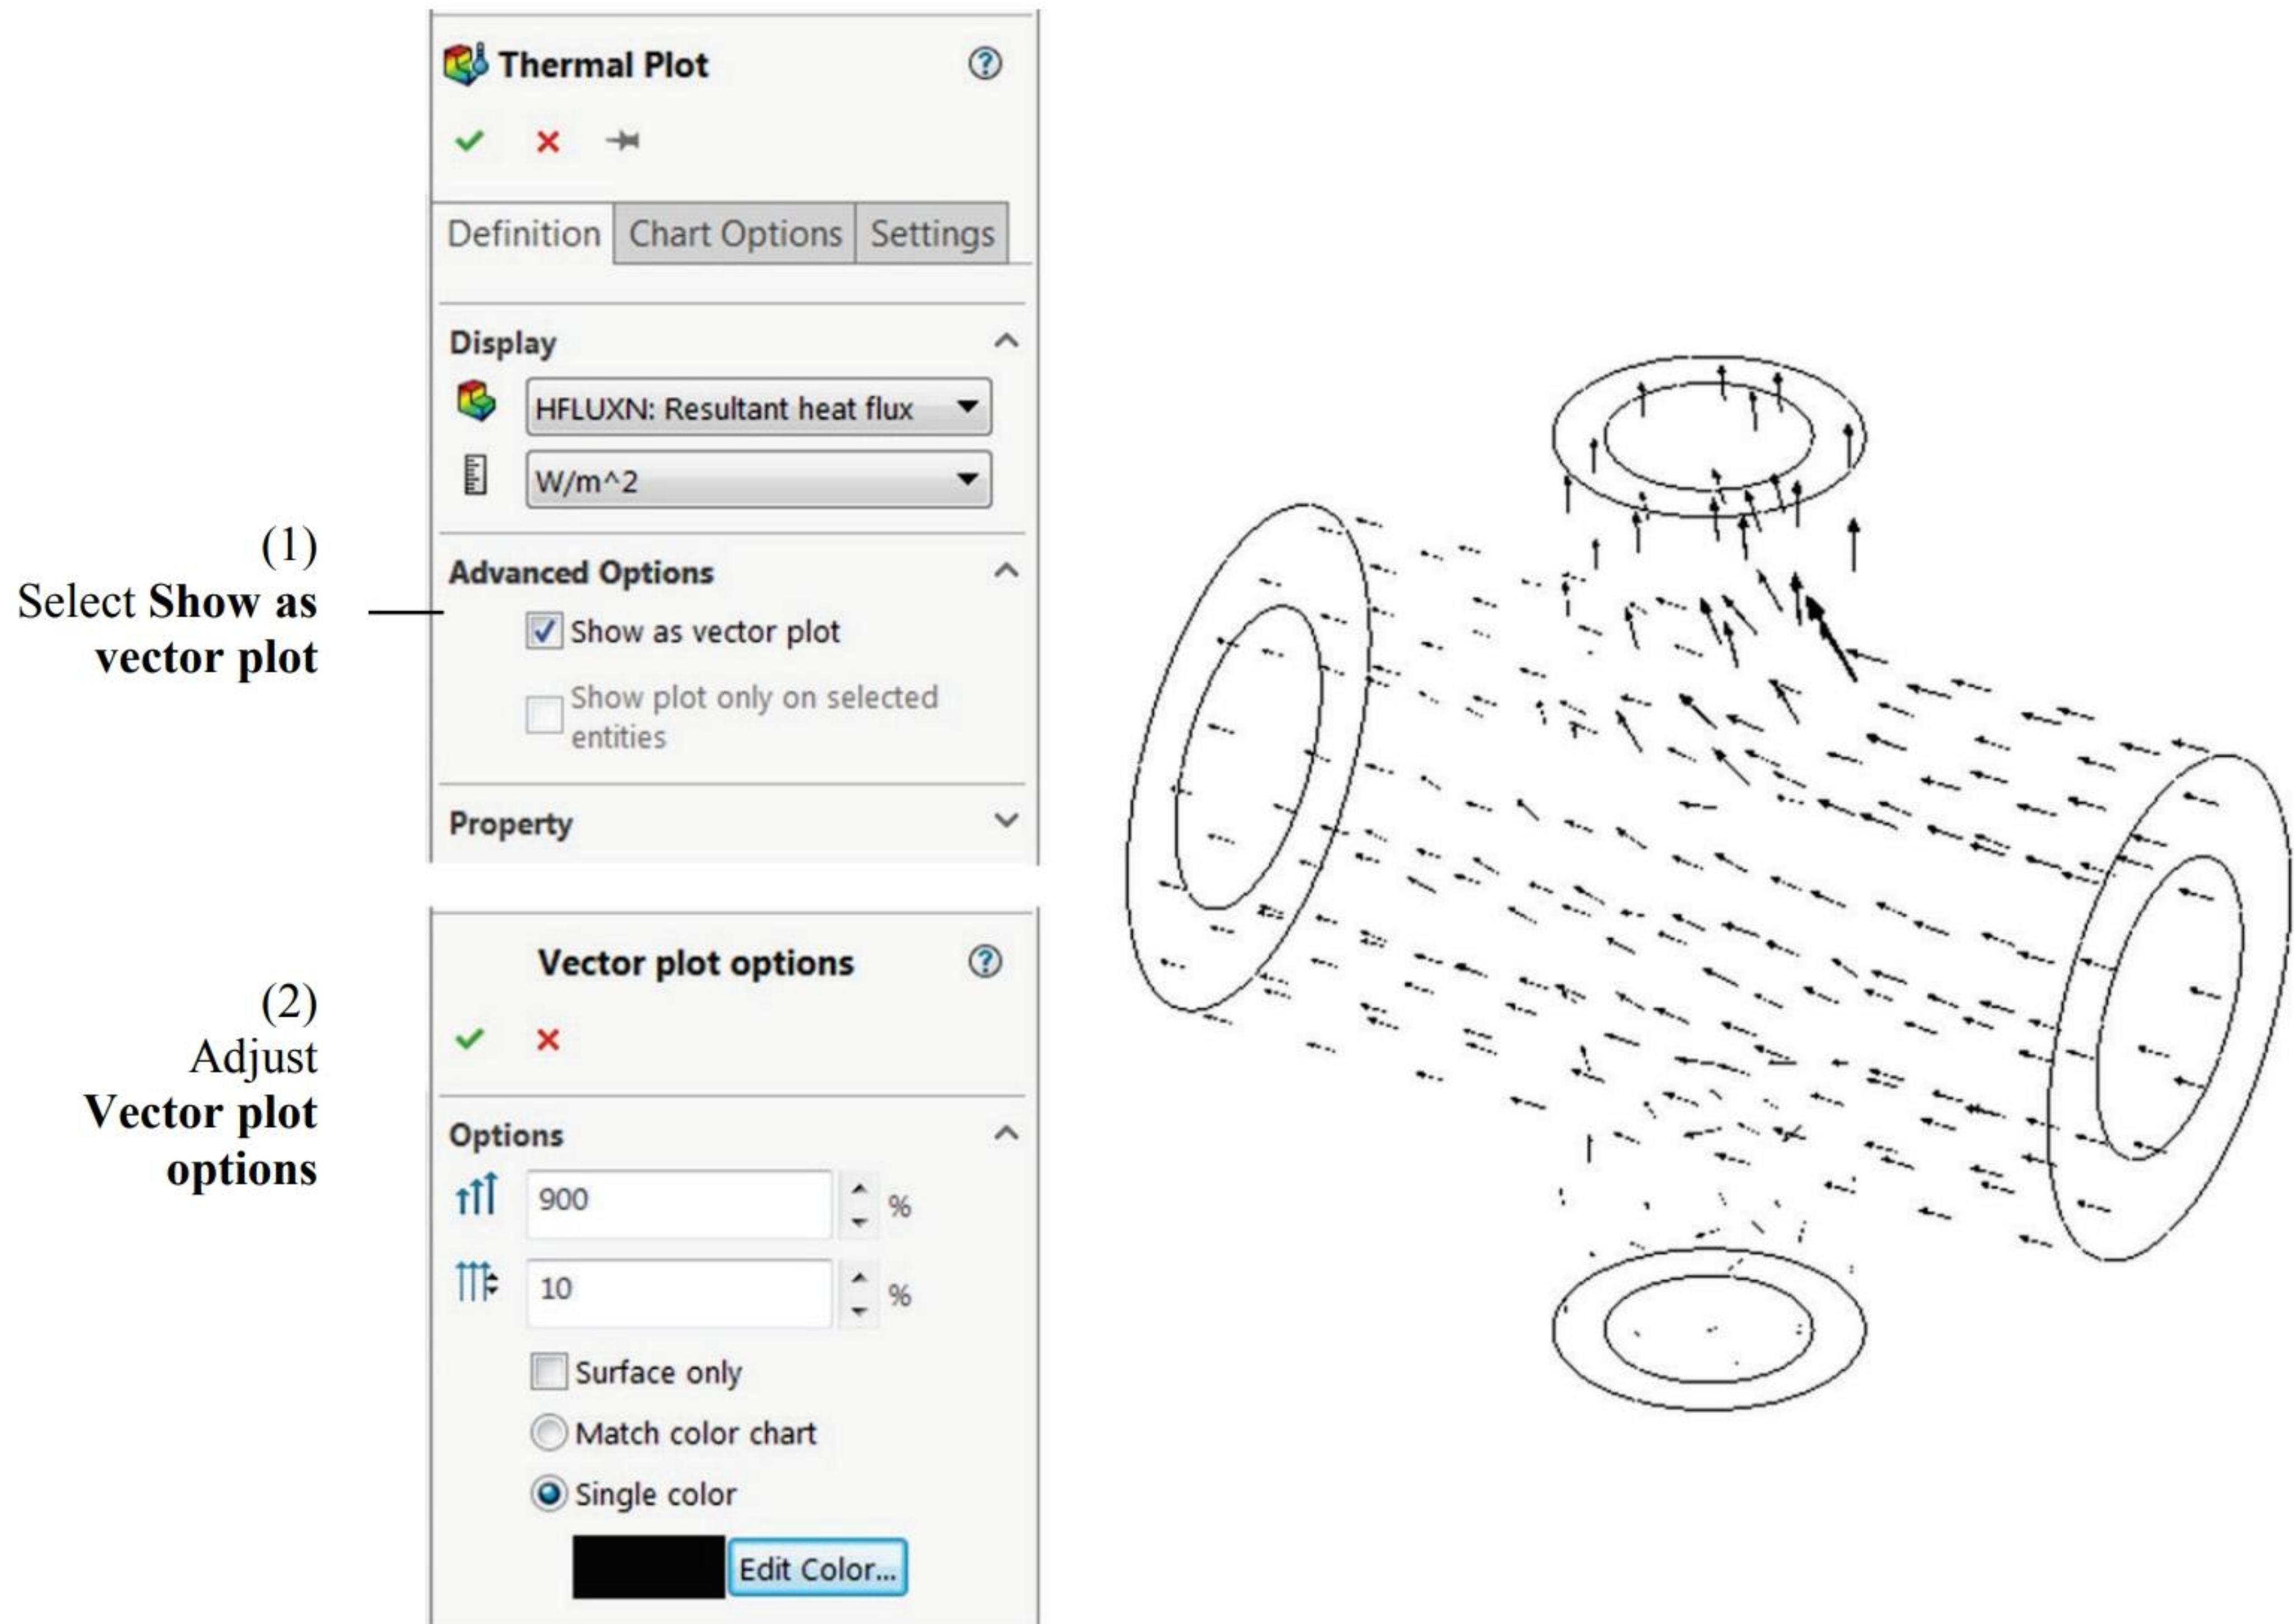 Thermal Plot
Definition
Chart Options
Settings
Display
HFLUXN: Resultant heat flux
W/m^2
(1)
Select Show as
vector plot
Advanced Options
Show as vector plot
Show plot only on selected
entities
Property
(2)
Adjust
Vector plot
options
Vector plot options
Options
900 %
10 %
Surface only
Match color chart
Single color
Edit Color...